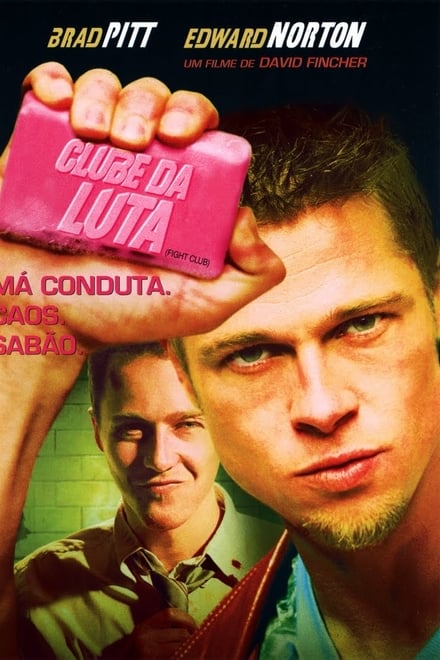 BRAD PITT EDWARD NORTON
UM FILME DE DAVID FINCHER
CLUBE DA
LUTA
(FIGHT CLUB)
MÁ CONDUTA.
CAOS.
SABÃO.